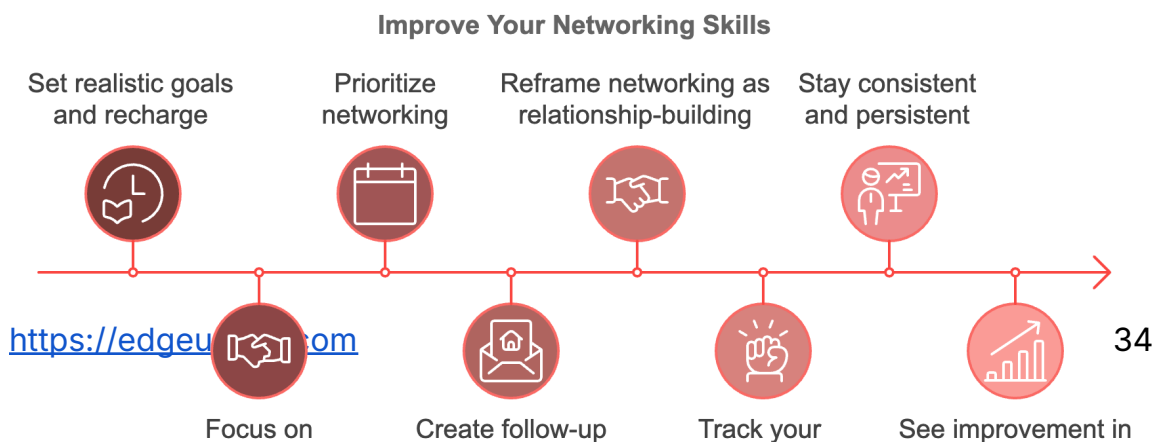 Improve Your Networking Skills
Set realistic goals
and recharge
Prioritize
networking
Reframe networking as
relationship-building
Stay consistent
and persistent
https://edgeu com
34
Focus on
Create follow-up
Track your
See improvement in